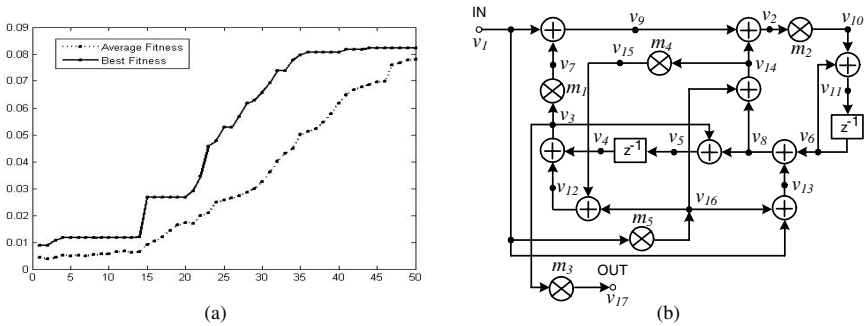 0.09
0.08
0.07
0.06
0.05
0.04
0.03
0.02
0.01
0
0 5 10 15 20 25 30 35 40 45 50
Average Fitness
Best Fitness
(a)
IN
v1
v9
v2
v10
m2
v15
m4
v14
v7
m1
v11
z-1
v3
v4
z-1
v5
v8
v6
v12
v13
v16
m5
m3
OUT
v17
(b)